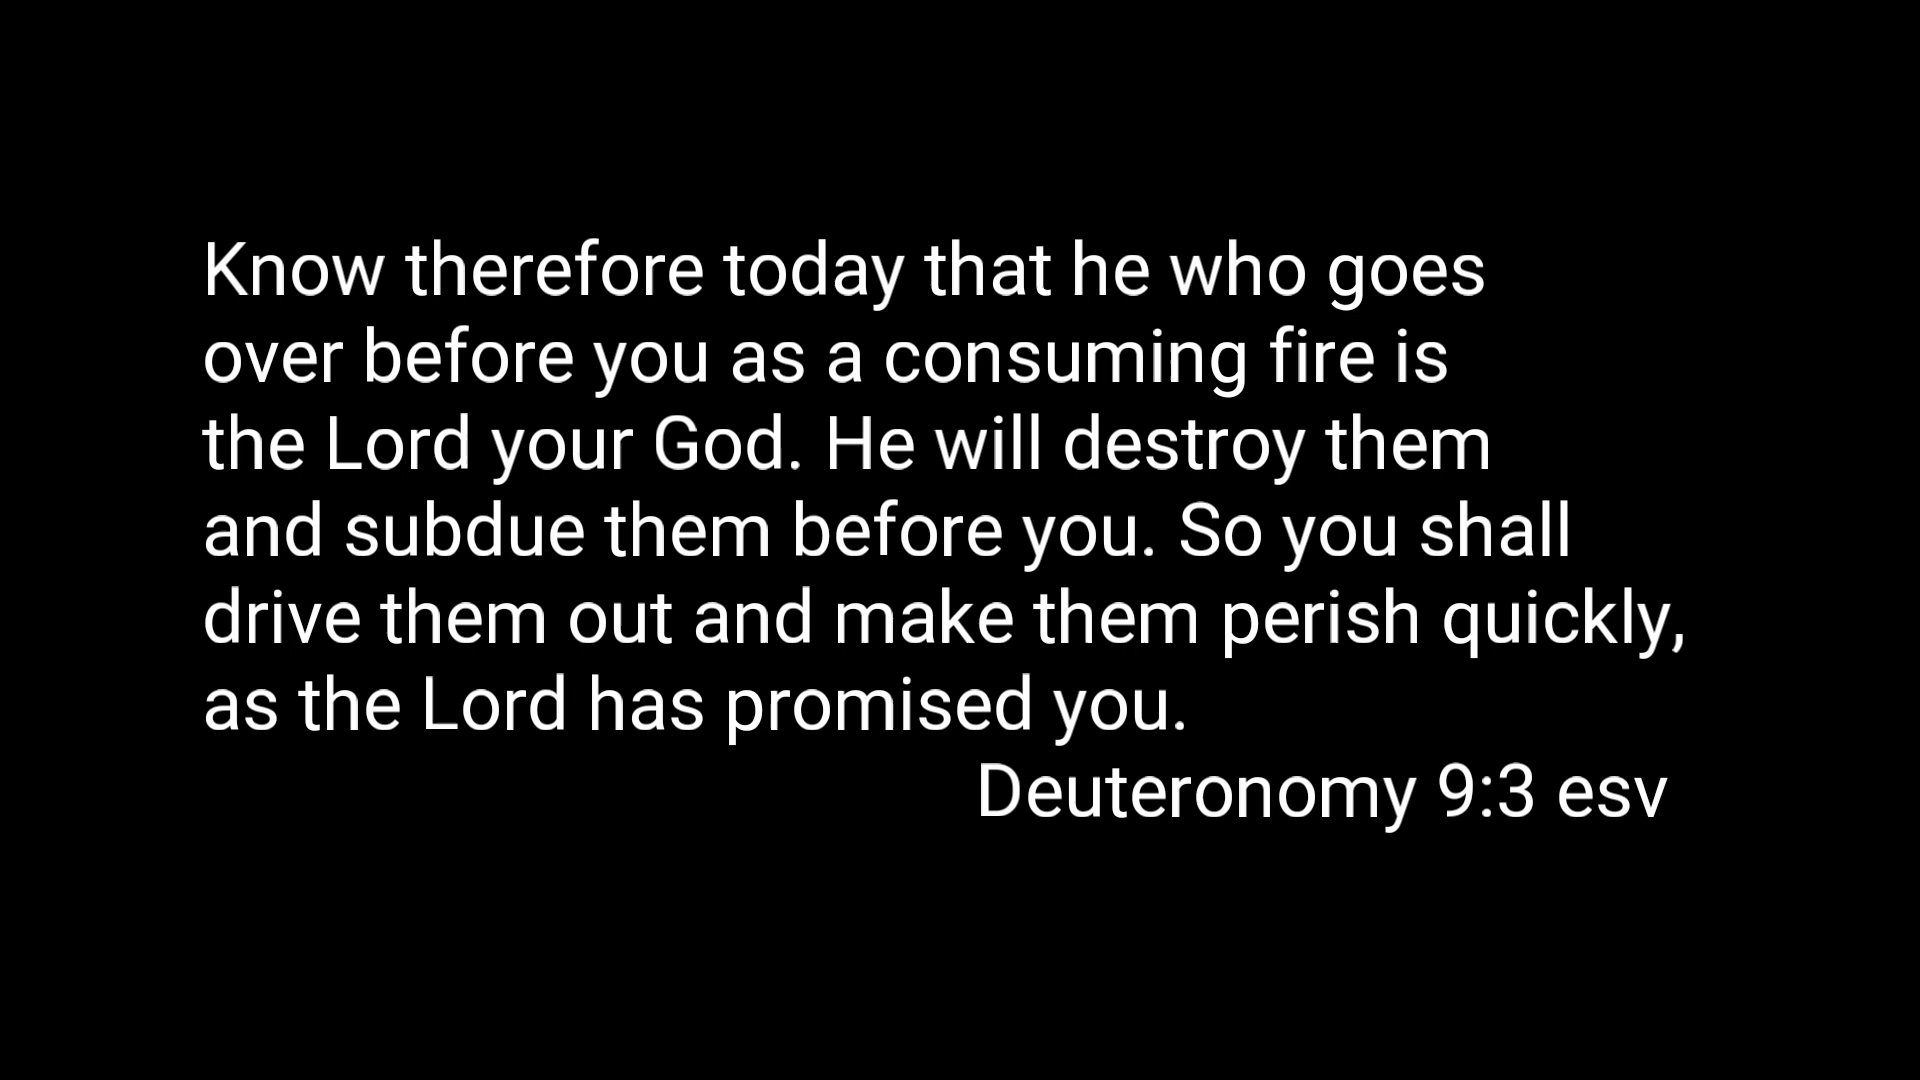 Know therefore today that he who goes
over before you as a consuming fire is
the Lord your God. He will destroy them
and subdue them before you. So you shall
drive them out and make them perish quickly,
as the Lord has promised you.
Deuteronomy 9:3 esv